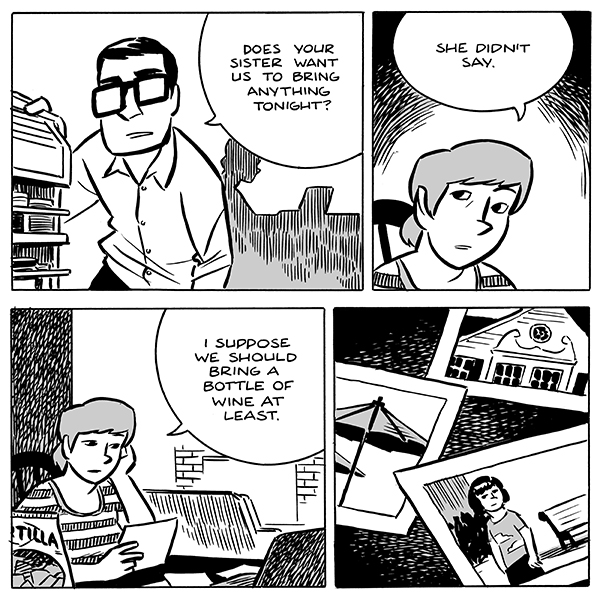 DOES YOUR
SISTER WANT
US TO BRING
ANYTHING
TONIGHT?
SHE DIDN'T
SAY.
I SUPPOSE
WE SHOULD
BRING A
BOTTLE OF
WINE AT
LEAST.
TILLA